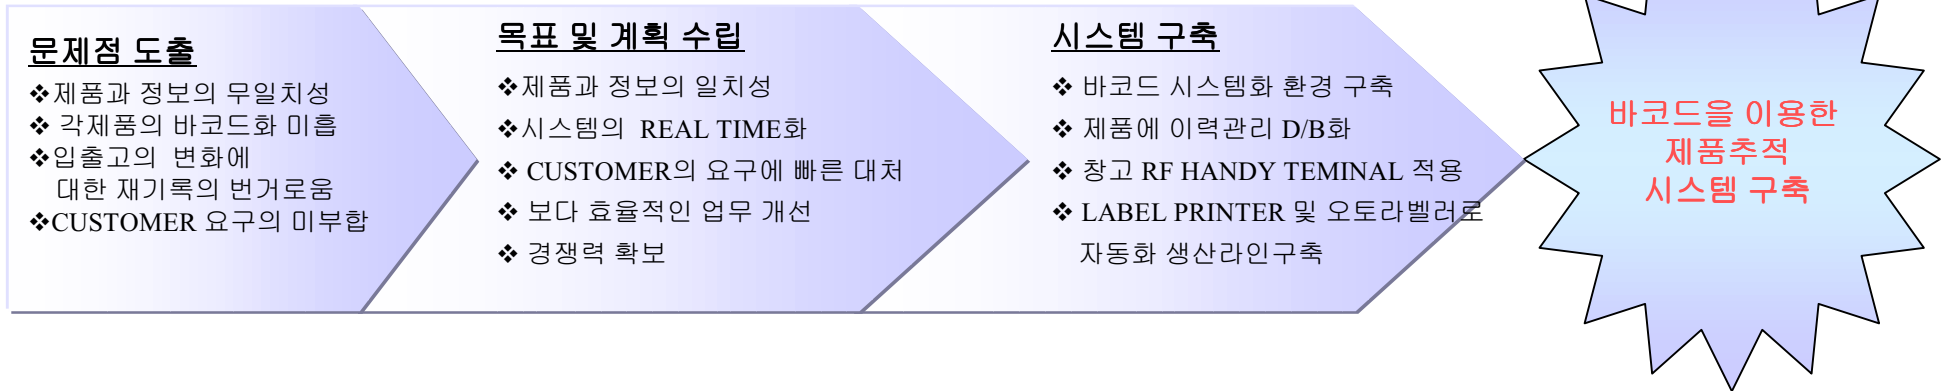 문제점 도출
❖제품과 정보의 무일치성
❖ 각제품의 바코드화 미흡
❖입출고의 변화에
대한 재기록의 번거로움
❖CUSTOMER 요구의 미부합
목표 및 계획 수립
❖제품과 정보의 일치성
❖시스템의 REAL TIME화
❖ CUSTOMER의 요구에 빠른 대처
❖ 보다 효율적인 업무 개선
❖ 경쟁력 확보
시스템 구축
❖ 바코드 시스템화 환경 구축
❖ 제품에 이력관리 D/B화
❖ 창고 RF HANDY TEMINAL 적용
❖ LABEL PRINTER 및 오토라벨러로
자동화 생산라인구축
바코드을 이용한
제품추적
시스템 구축